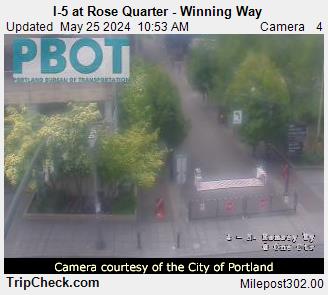 I-5 at Rose Quarter - Winning Way
Updated May 25 2024 10:53 AM Camera 4
PBOT
PORTLAND BUREAU OF TRANSPORTATION
Camera courtesy of the City of Portland
TripCheck.com Milepost302.00